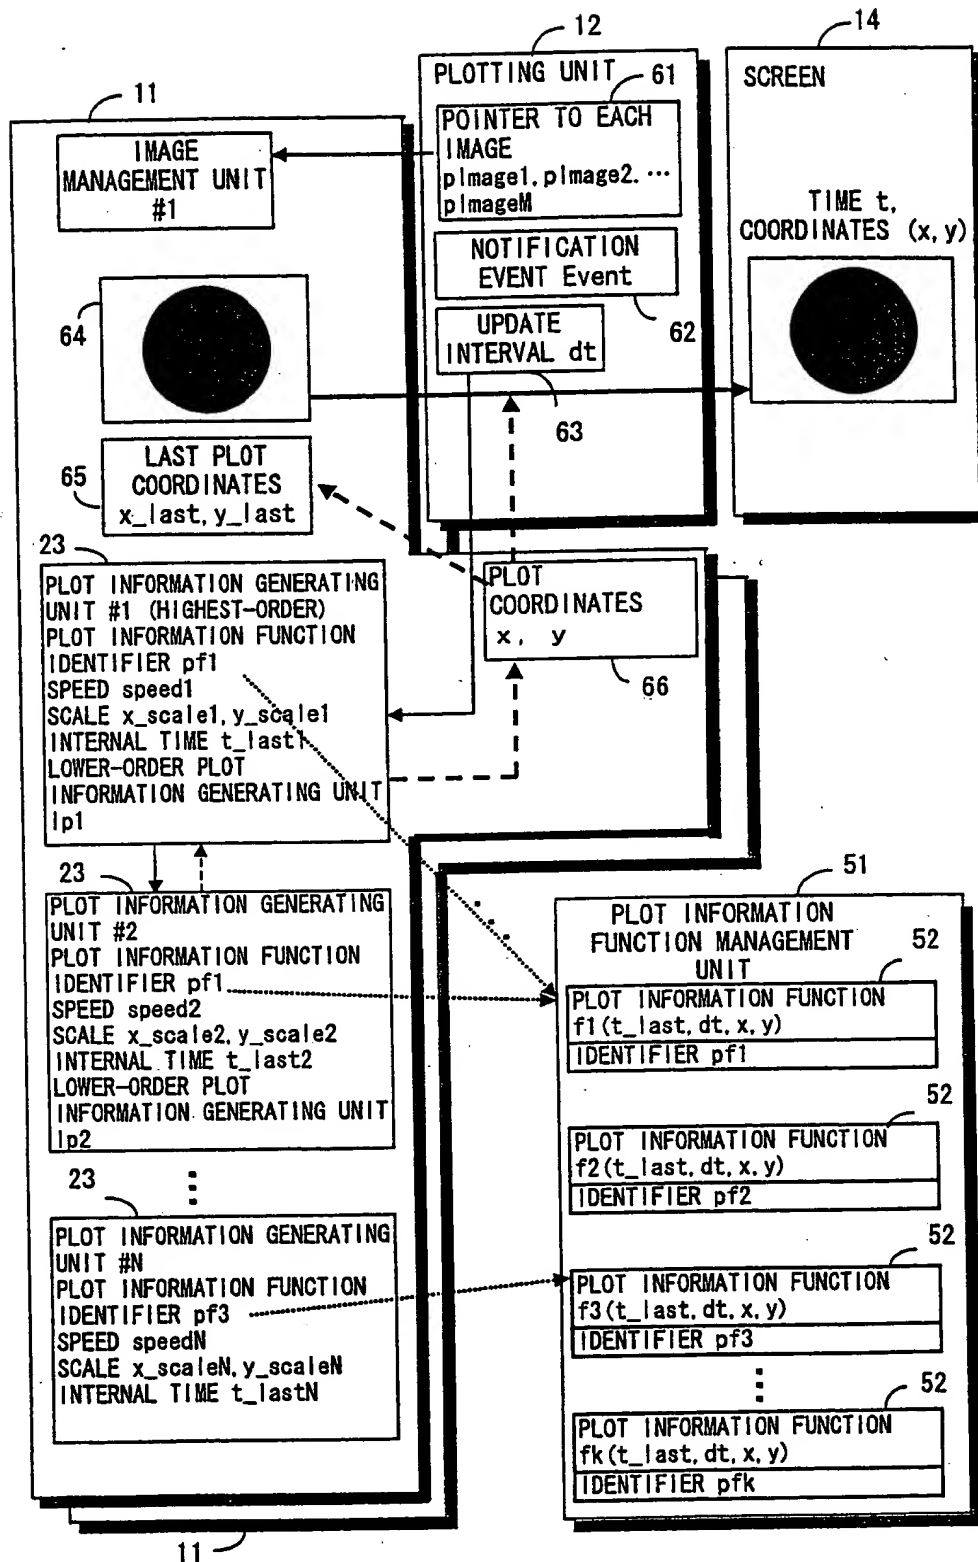 12
14
PLOTTING UNIT
61
POINTER TO EACH
IMAGE
pImage1, pImage2. ...
pImageM
NOTIFICATION
EVENT Event
62
UPDATE
INTERVAL dt
63
SCREEN
TIME t,
COORDINATES (x, y)
11
IMAGE
MANAGEMENT UNIT
#1
64
65
LAST PLOT
COORDINATES
x_last, y_last
PLOT
COORDINATES
x, y
66
23
PLOT INFORMATION GENERATING
UNIT #1 (HIGHEST-ORDER)
PLOT INFORMATION FUNCTION
IDENTIFIER pf1
SPEED speed1
SCALE x_scale1, y_scale1
INTERNAL TIME t_last1
LOWER-ORDER PLOT
INFORMATION GENERATING UNIT
lp1
23
PLOT INFORMATION GENERATING
UNIT #2
PLOT INFORMATION FUNCTION
IDENTIFIER pf1
SPEED speed2
SCALE x_scale2, y_scale2
INTERNAL TIME t_last2
LOWER-ORDER PLOT
INFORMATION GENERATING UNIT
lp2
23
PLOT INFORMATION GENERATING
UNIT #N
PLOT INFORMATION FUNCTION
IDENTIFIER pf3
SPEED speedN
SCALE x_scaleN, y_scaleN
INTERNAL TIME t_lastN
11
51
PLOT INFORMATION
FUNCTION MANAGEMENT
UNIT
52
PLOT INFORMATION FUNCTION
f1(t_last, dt, x, y)
IDENTIFIER pf1
52
PLOT INFORMATION FUNCTION
f2(t_last, dt, x, y)
IDENTIFIER pf2
52
PLOT INFORMATION FUNCTION
f3(t_last, dt, x, y)
IDENTIFIER pf3
52
PLOT INFORMATION FUNCTION
fk(t_last, dt, x, y)
IDENTIFIER pfk